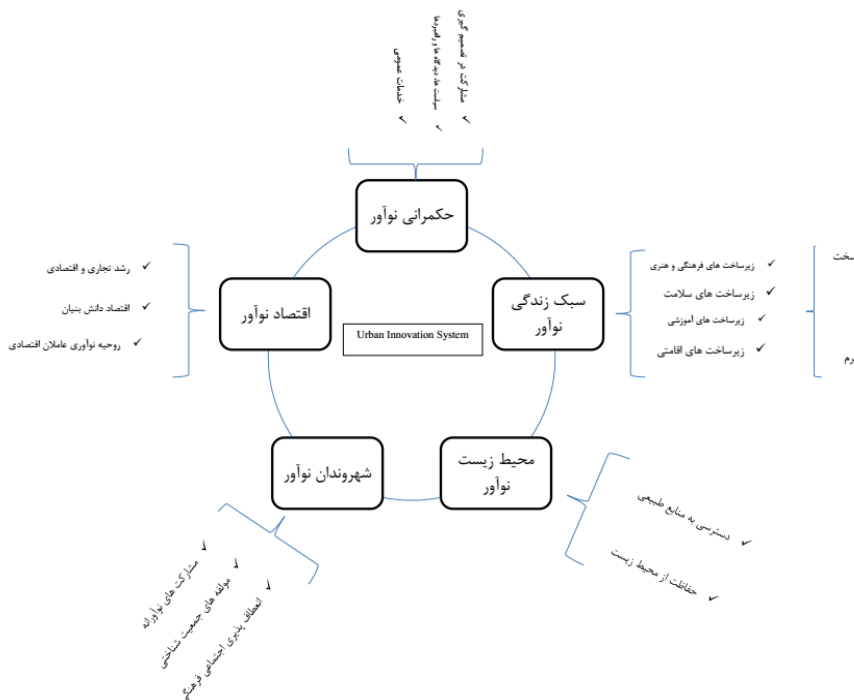 مشارکت در تصمیم گیری
سیاست ها، دیدگاه ها و راهبردها
خدمات عمومی
حکمرانی نوآور
سبک زندگی
نوآور
زیرساخت های فرهنگی و هنری
زیرساخت های سلامت
زیرساخت های آموزشی
زیرساخت های اقامتی
سخت
رم
اقتصاد نوآور
رشد تجاری و اقتصادی
اقتصاد دانش بنیان
روحیه نوآوری عاملان اقتصادی
Urban Innovation System
محیط زیست
نوآور
دسترسی به منابع طبیعی
حفاظت از محیط زیست
شهروندان نوآور
مشارکت های نوآورانه
مولفه های جمعیت شناختی
انعطاف پذیری اجتماعی فرهنگی